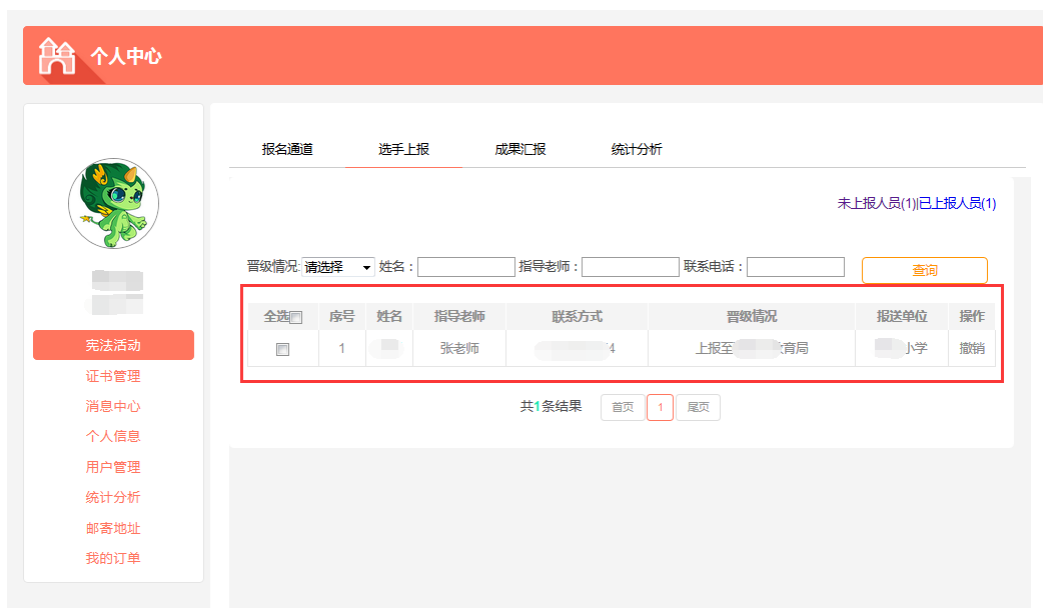 个人中心
报名通道 选手上报 成果汇报 统计分析
未上报人员(1)|已上报人员(1)
晋级情况: 请选择 姓名： 指导老师： 联系电话： 查询
全选 序号 姓名 指导老师 联系方式 晋级情况 报送单位 操作
1 张老师 4 上报至 育局 小学 撤销
共1条结果 首页 1 尾页
宪法活动
证书管理
消息中心
个人信息
用户管理
统计分析
邮寄地址
我的订单